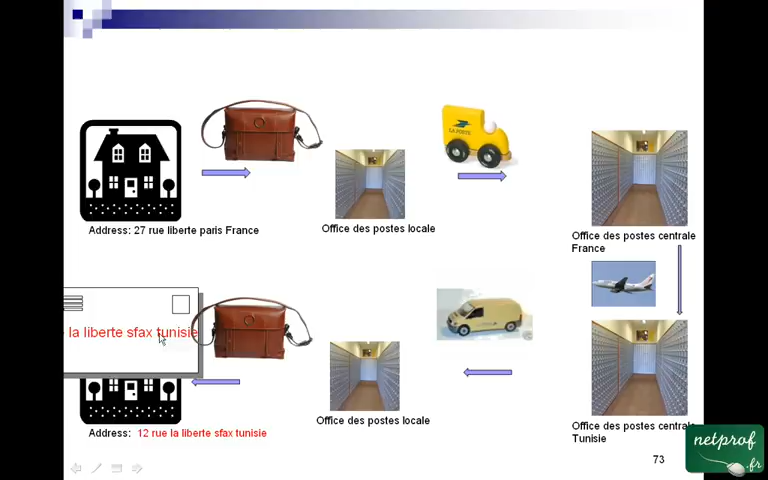 LA POSTE
Address: 27 rue liberte paris France
Office des postes locale
Office des postes centrale
France
la liberte sfax tunisie
Address: 12 rue la liberte sfax tunisie
Office des postes locale
Office des postes centrale
Tunisie
73
netprof
.fr